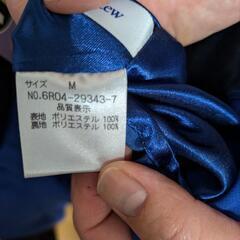 ew
サイズ M
NO.6R04-29343-7
品質表示
表地 ポリエステル 100%
裏地 ポリエステル 100%